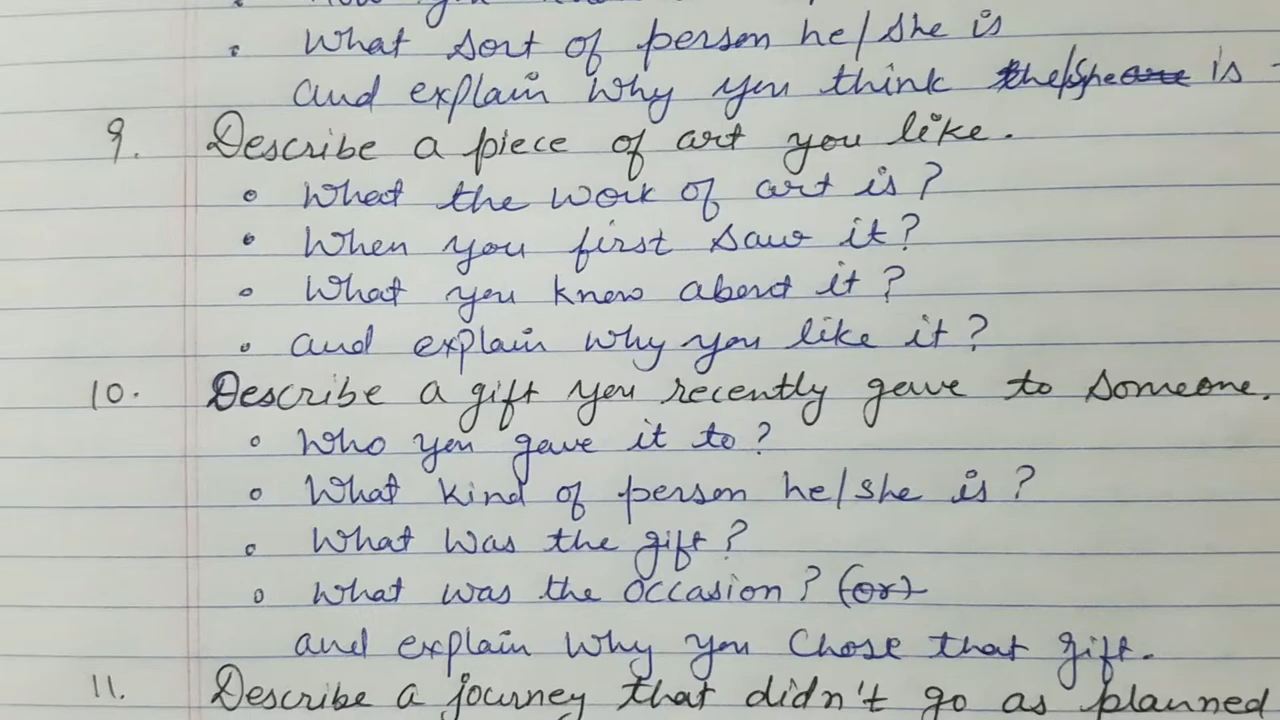 • What sort of person he/she is
and explain why you think he/she is
9. Describe a piece of art you like.
• What the work of art is?
• When you first saw it?
• What you know about it?
• and explain why you like it?
10. Describe a gift you recently gave to someone.
• Who you gave it to?
• What kind of person he/she is?
• What was the gift?
• What was the occasion? (or)
and explain why you chose that gift.
11. Describe a journey that didn't go as planned